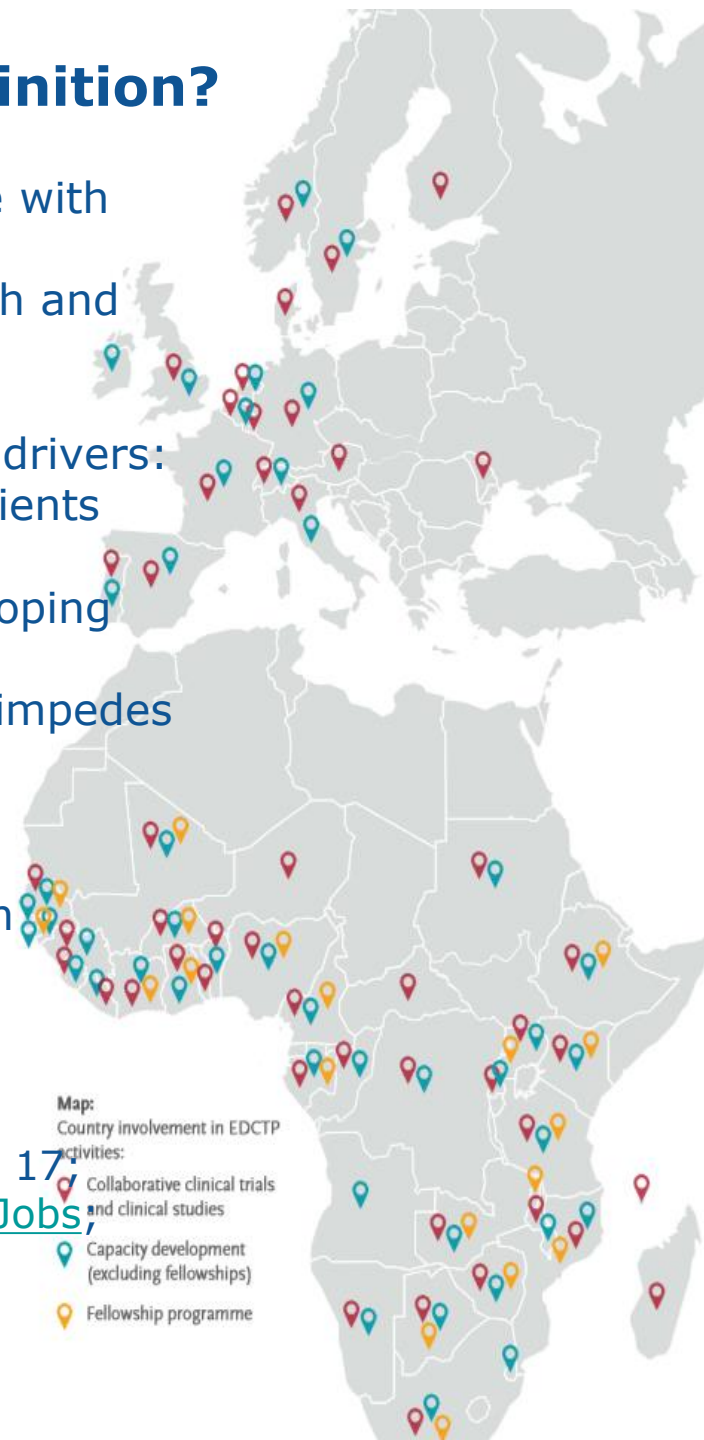 inition?
e with
h and
drivers:
ients
oping
impedes
n
Map:
Country involvement in EDCTP
activities:
17;
Collaborative clinical trials
Jobs;
and clinical studies
Capacity development
(excluding fellowships)
Fellowship programme